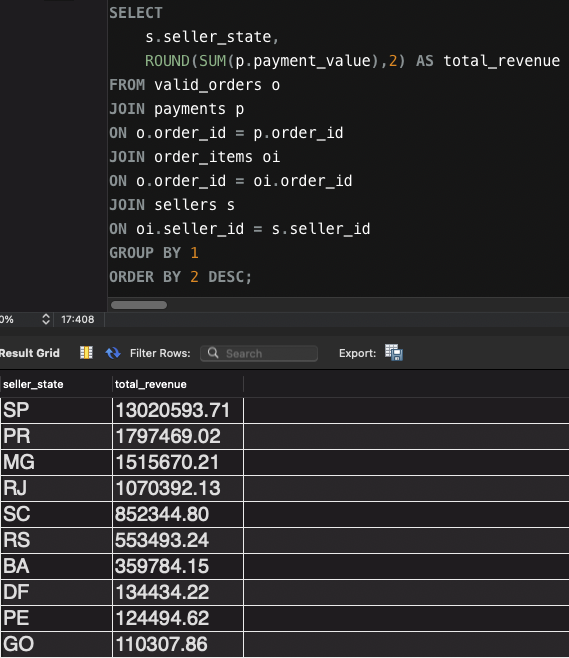 SELECT
s.seller_state,
ROUND(SUM(p.payment_value),2) AS total_revenue
FROM valid_orders o
JOIN payments p
ON o.order_id = p.order_id
JOIN order_items oi
ON o.order_id = oi.order_id
JOIN sellers s
ON oi.seller_id = s.seller_id
GROUP BY 1
ORDER BY 2 DESC;
0% 17:408
Result Grid Filter Rows: Search Export:
seller_state total_revenue
SP 13020593.71
PR 1797469.02
MG 1515670.21
RJ 1070392.13
SC 852344.80
RS 553493.24
BA 359784.15
DF 134434.22
PE 124494.62
GO 110307.86